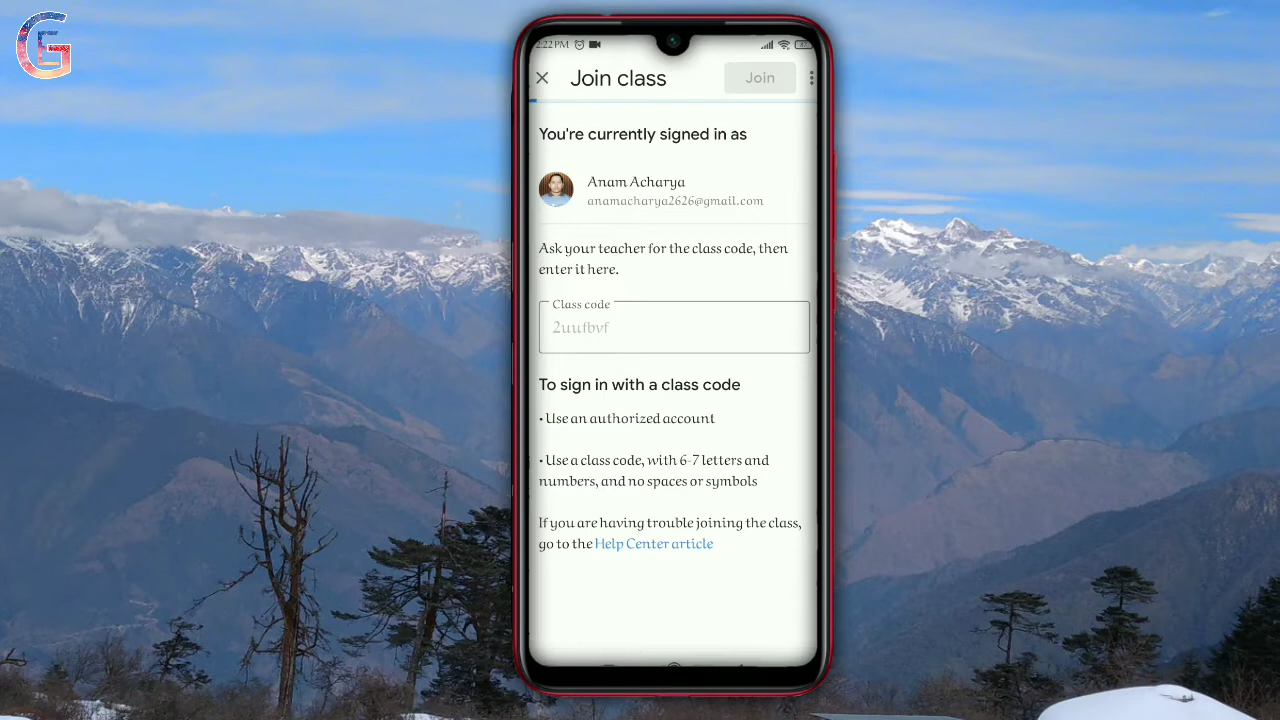 G
2:22PM
Join class
Join
You're currently signed in as
Anam Acharya
anamacharya2626@gmail.com
Ask your teacher for the class code, then
enter it here.
Class code
2uufbvf
To sign in with a class code
• Use an authorized account
• Use a class code, with 6-7 letters and
numbers, and no spaces or symbols
If you are having trouble joining the class,
go to the Help Center article